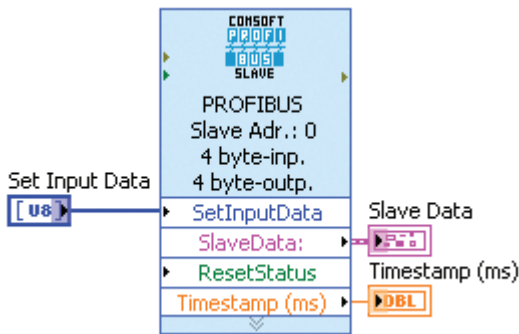 COMSOFT
PROFI
BUS
SLAVE
PROFIBUS
Slave Adr.: 0
4 byte-inp.
4 byte-outp.
Set Input Data
[U8]
SetInputData
Slave Data
SlaveData:
ResetStatus
Timestamp (ms)
Timestamp (ms)
DBL